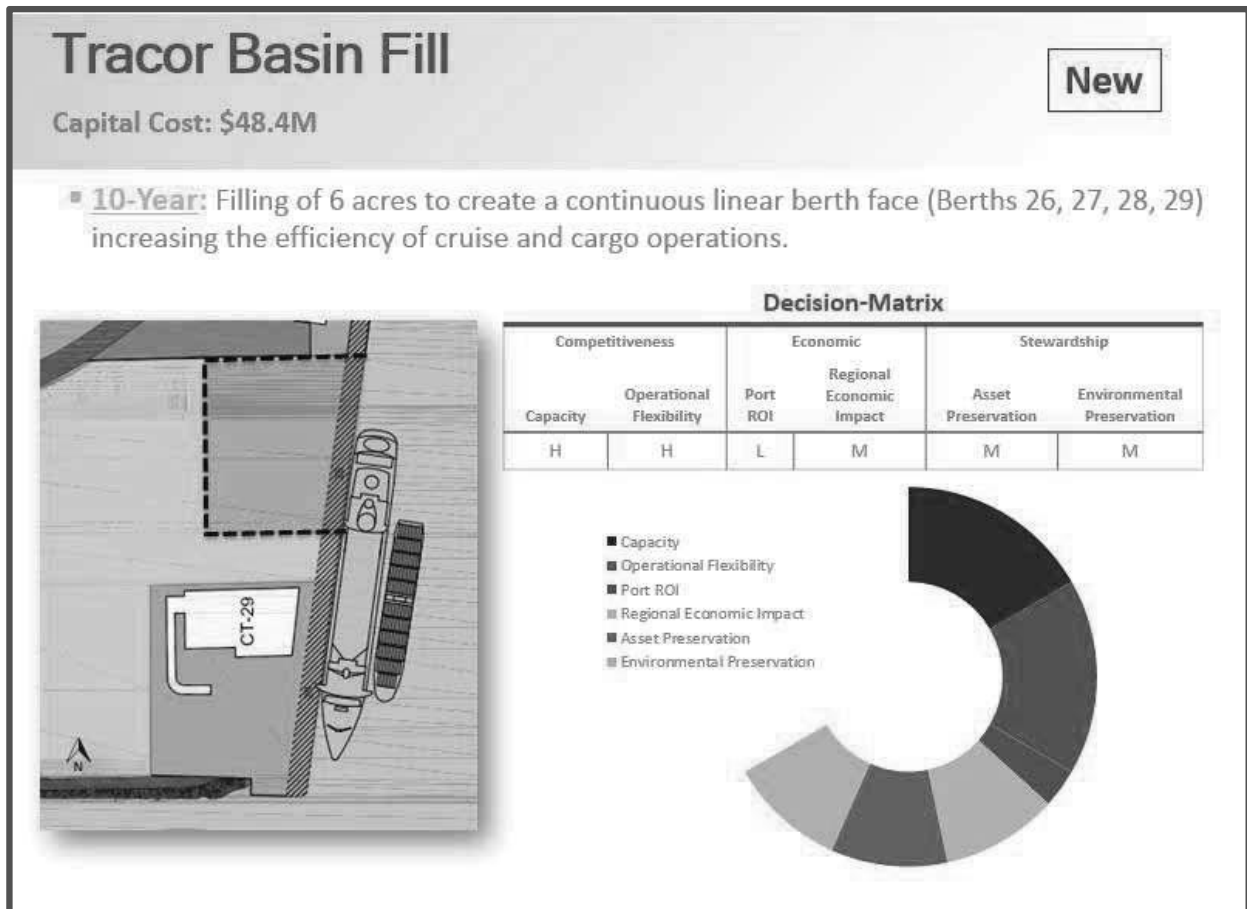 Tracor Basin Fill
New
Capital Cost: $48.4M
▪ 10-Year: Filling of 6 acres to create a continuous linear berth face (Berths 26, 27, 28, 29)
increasing the efficiency of cruise and cargo operations.
Decision-Matrix
Competitiveness Economic Stewardship
Capacity Operational Flexibility Port ROI Regional Economic Impact Asset Preservation Environmental Preservation
H H L M M M
CT-29
N
Capacity
Operational Flexibility
Port ROI
Regional Economic Impact
Asset Preservation
Environmental Preservation